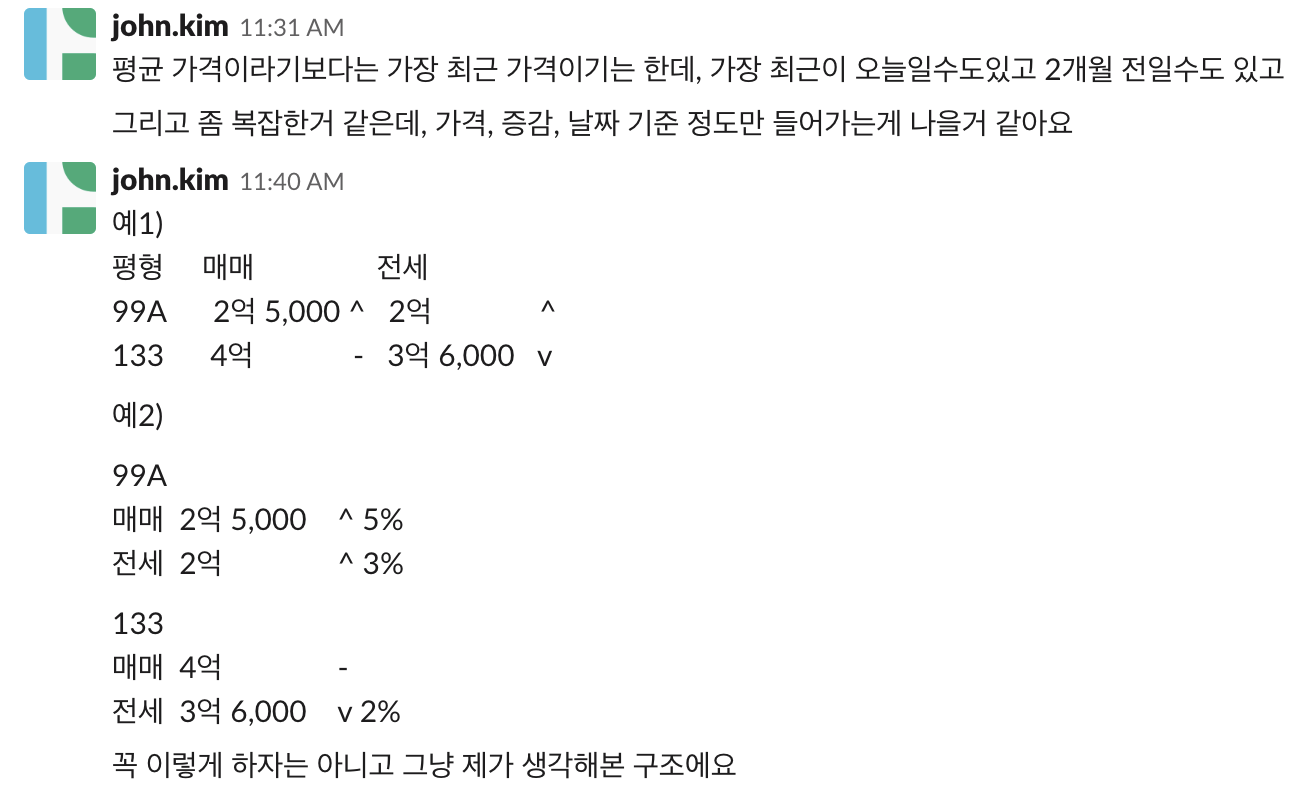 john.kim 11:31 AM
평균 가격이라기보다는 가장 최근 가격이기는 한데, 가장 최근이 오늘일수도있고 2개월 전일수도 있고
그리고 좀 복잡한거 같은데, 가격, 증감, 날짜 기준 정도만 들어가는게 나을거 같아요
john.kim 11:40 AM
예1)
평형 매매 전세
99A 2억 5,000 ^ 2억 ^
133 4억 - 3억 6,000 v
예2)
99A
매매 2억 5,000 ^ 5%
전세 2억 ^ 3%
133
매매 4억 -
전세 3억 6,000 v 2%
꼭 이렇게 하자는 아니고 그냥 제가 생각해본 구조에요